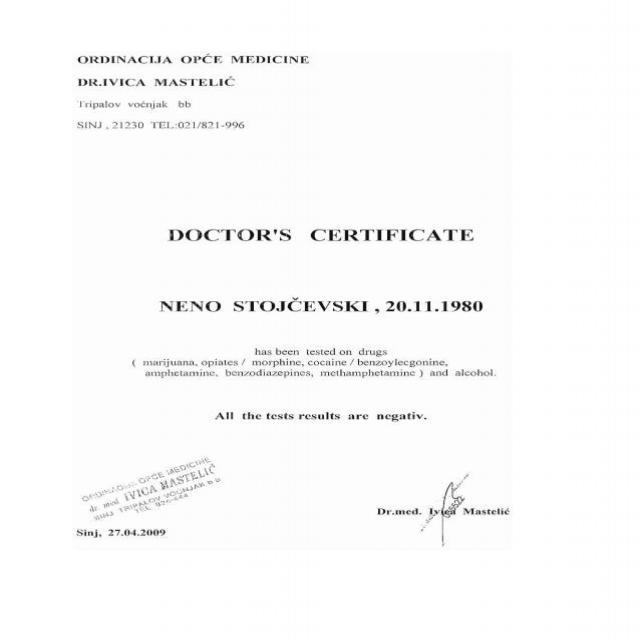 ORDINACIJA OPĆE MEDICINE
DR.IVICA MASTELIĆ
Tripalov voćnjak bb
SINJ , 21230 TEL:021/821-996
DOCTOR'S CERTIFICATE
NENO STOJČEVSKI , 20.11.1980
has been tested on drugs
( marijuana, opiates / morphine, cocaine / benzoylecgonine,
amphetamine, benzodiazepines, methamphetamine ) and alcohol.
All the tests results are negativ.
ORDINACIJA OPĆE MEDICINE
dr. med. IVICA MASTELIĆ
SINJ TRIPALOV VOĆNJAK b b
TEL
Dr.med. Ivica Mastelić
Sinj, 27.04.2009